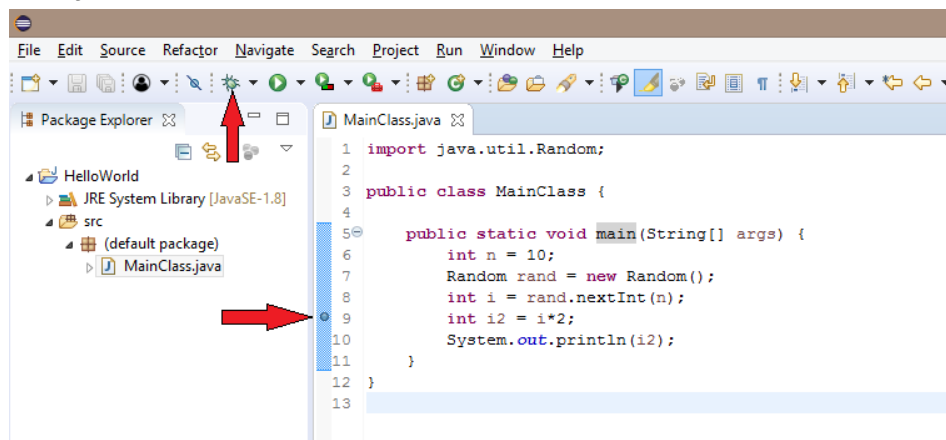 File Edit Source Refactor Navigate Search Project Run Window Help
Package Explorer
HelloWorld
JRE System Library [JavaSE-1.8]
src
(default package)
MainClass.java
MainClass.java
1 import java.util.Random;
2
3 public class MainClass {
4
5 public static void main(String[] args) {
6 int n = 10;
7 Random rand = new Random();
8 int i = rand.nextInt(n);
9 int i2 = i*2;
10 System.out.println(i2);
11 }
12 }
13